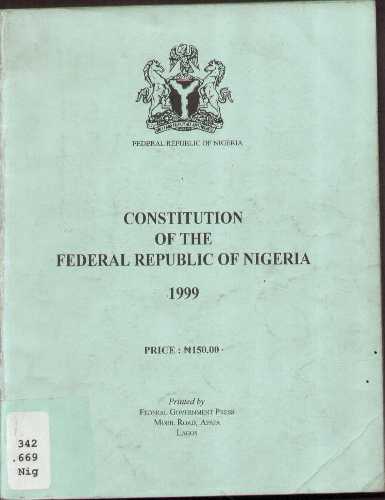 FEDERAL REPUBLIC OF NIGERIA
CONSTITUTION
OF THE
FEDERAL REPUBLIC OF NIGERIA
1999
PRICE : ₦150.00
Printed by
FEDERAL GOVERNMENT PRESS
MOBIL ROAD, APAPA
LAGOS
342
.669
Nig